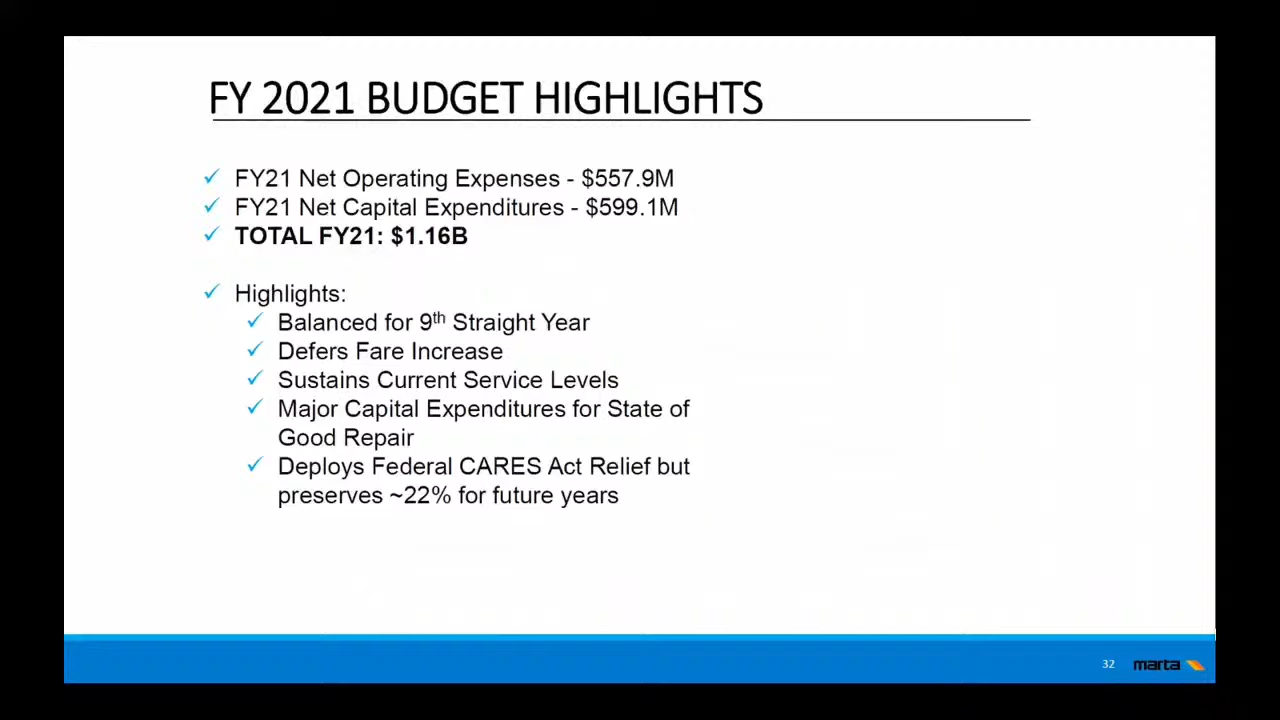 FY 2021 BUDGET HIGHLIGHTS
FY21 Net Operating Expenses - $557.9M
FY21 Net Capital Expenditures - $599.1M
TOTAL FY21: $1.16B
Highlights:
Balanced for 9th Straight Year
Defers Fare Increase
Sustains Current Service Levels
Major Capital Expenditures for State of
Good Repair
Deploys Federal CARES Act Relief but
preserves ~22% for future years
32 marta